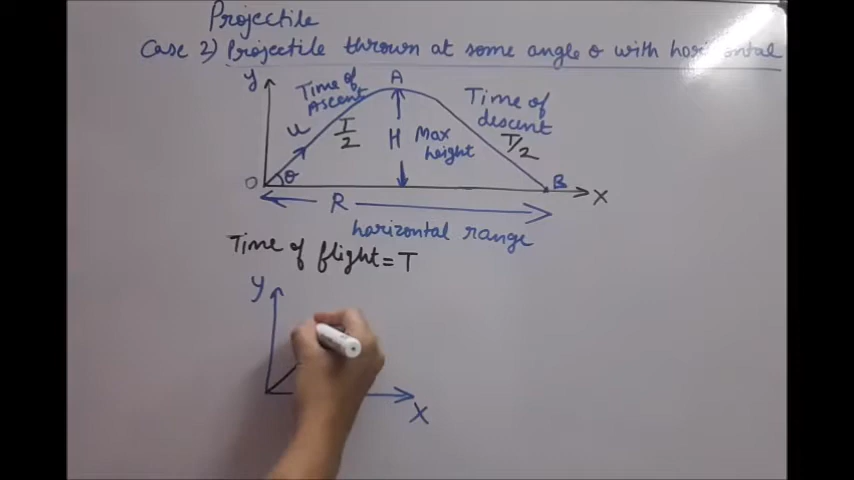 Projectile
Case 2) Projectile thrown at some angle θ with horizontal
Y
Time of
Ascent
A
Time of
descent
u
T/2
H
Max
height
T/2
O
θ
B
X
R
horizontal range
Time of flight = T
Y
X